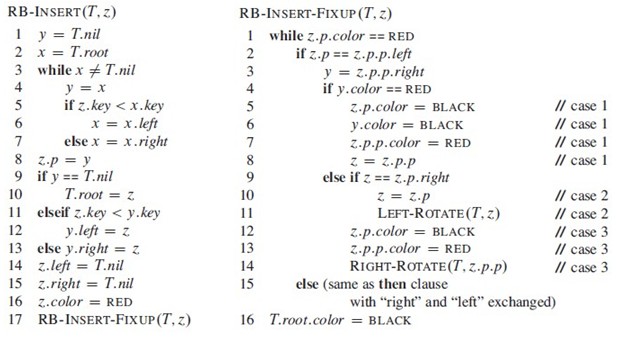 RB-INSERT(T, z)
1 y = T.nil
2 x = T.root
3 while x ≠ T.nil
4 y = x
5 if z.key < x.key
6 x = x.left
7 else x = x.right
8 z.p = y
9 if y == T.nil
10 T.root = z
11 elseif z.key < y.key
12 y.left = z
13 else y.right = z
14 z.left = T.nil
15 z.right = T.nil
16 z.color = RED
17 RB-INSERT-FIXUP(T, z)
RB-INSERT-FIXUP(T, z)
1 while z.p.color == RED
2 if z.p == z.p.p.left
3 y = z.p.p.right
4 if y.color == RED
5 z.p.color = BLACK // case 1
6 y.color = BLACK // case 1
7 z.p.p.color = RED // case 1
8 z = z.p.p // case 1
9 else if z == z.p.right
10 z = z.p // case 2
11 LEFT-ROTATE(T, z) // case 2
12 z.p.color = BLACK // case 3
13 z.p.p.color = RED // case 3
14 RIGHT-ROTATE(T, z.p.p) // case 3
15 else (same as then clause
with "right" and "left" exchanged)
16 T.root.color = BLACK